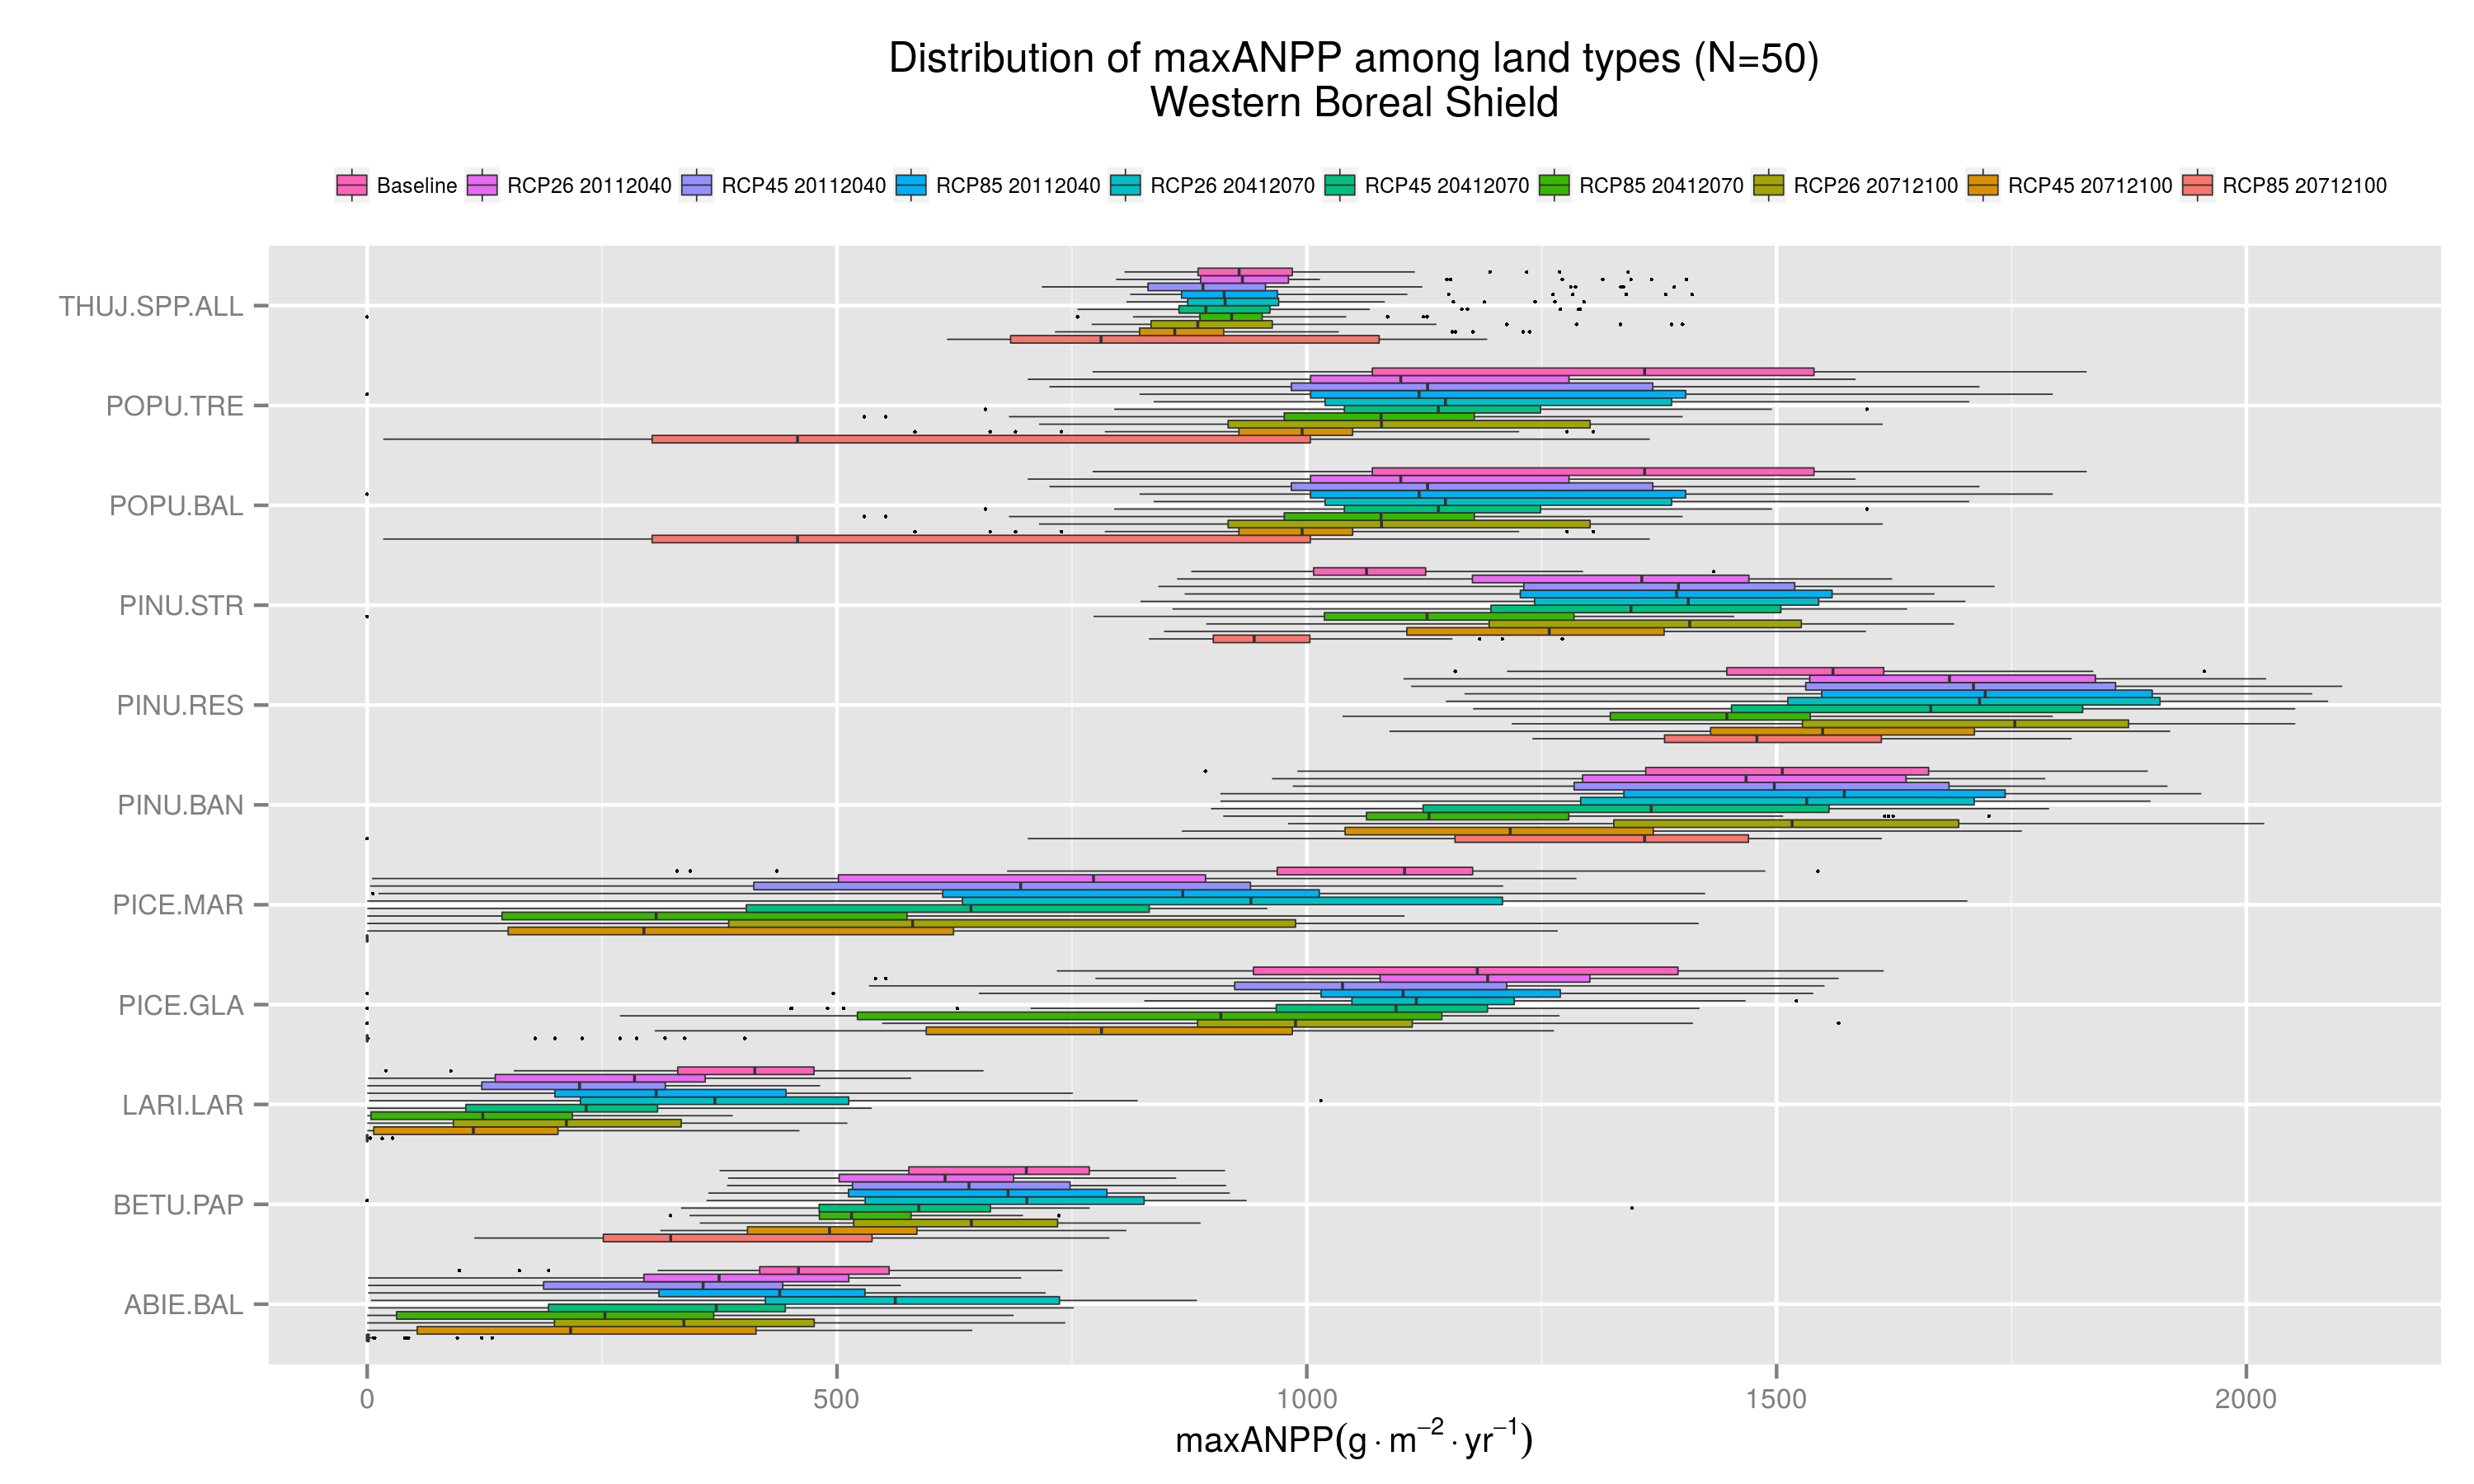 Distribution of maxANPP among land types (N=50)
Western Boreal Shield
Baseline RCP26 20112040 RCP45 20112040 RCP85 20112040 RCP26 20412070 RCP45 20412070 RCP85 20412070 RCP26 20712100 RCP45 20712100 RCP85 20712100
THUJ.SPP.ALL
POPU.TRE
POPU.BAL
PINU.STR
PINU.RES
PINU.BAN
PICE.MAR
PICE.GLA
LARI.LAR
BETU.PAP
ABIE.BAL
0 500 1000 1500 2000
maxANPP(g·m⁻²·yr⁻¹)